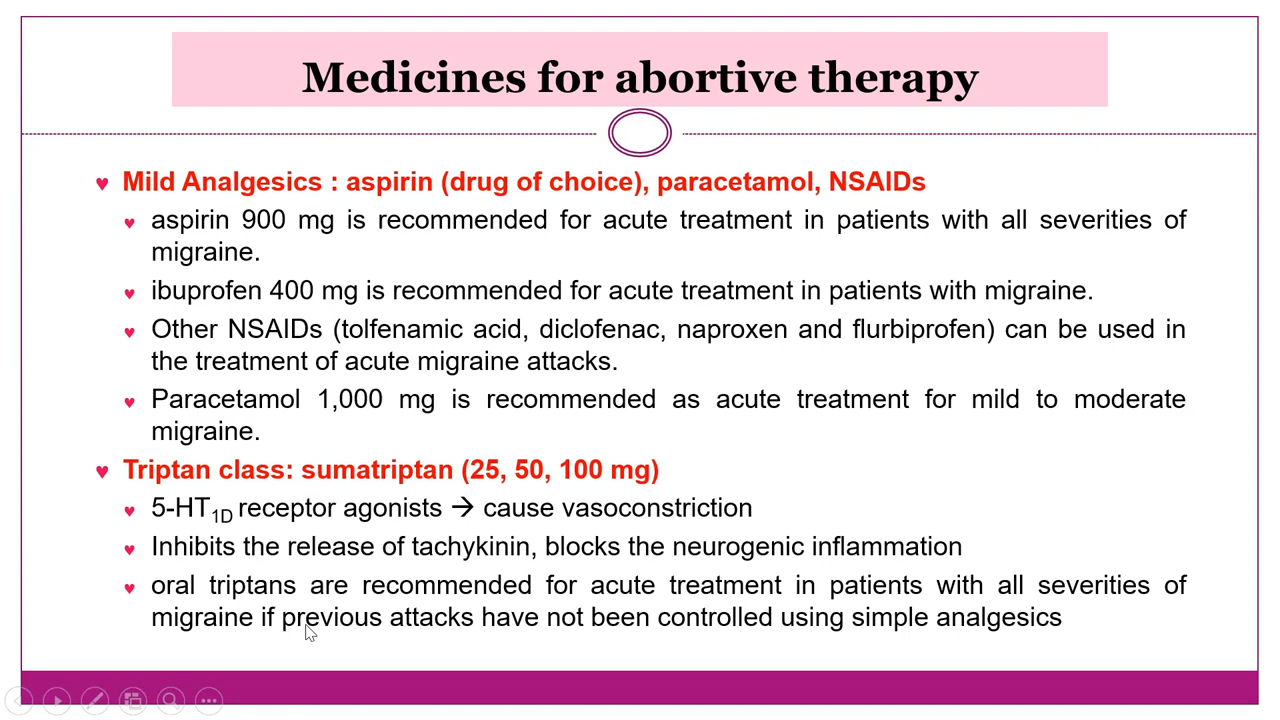 Medicines for abortive therapy
Mild Analgesics : aspirin (drug of choice), paracetamol, NSAIDs
aspirin 900 mg is recommended for acute treatment in patients with all severities of
migraine.
ibuprofen 400 mg is recommended for acute treatment in patients with migraine.
Other NSAIDs (tolfenamic acid, diclofenac, naproxen and flurbiprofen) can be used in
the treatment of acute migraine attacks.
Paracetamol 1,000 mg is recommended as acute treatment for mild to moderate
migraine.
Triptan class: sumatriptan (25, 50, 100 mg)
5-HT1D receptor agonists → cause vasoconstriction
Inhibits the release of tachykinin, blocks the neurogenic inflammation
oral triptans are recommended for acute treatment in patients with all severities of
migraine if previous attacks have not been controlled using simple analgesics